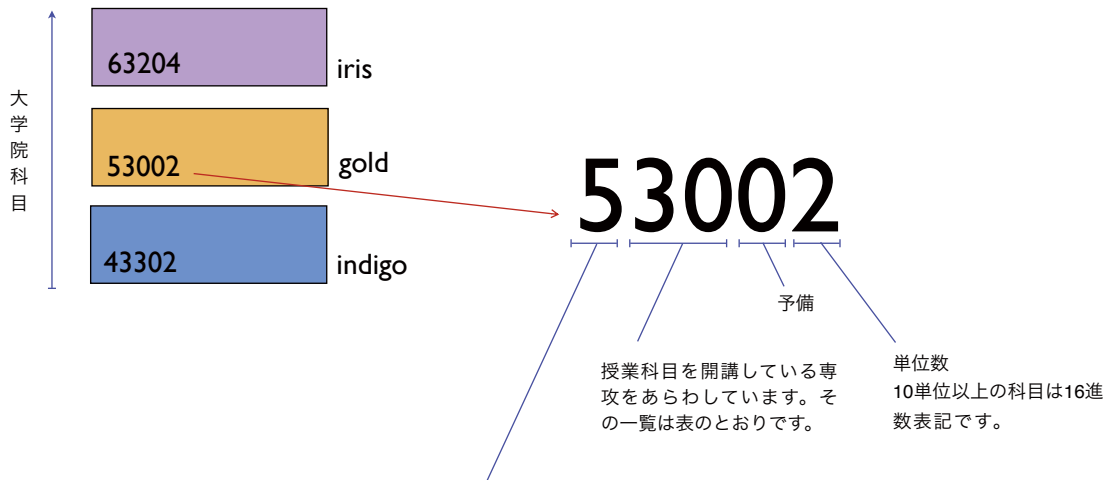 大学院科目
63204
iris
53002
gold
43302
indigo
53002
予備
授業科目を開講している専
攻をあらわしています。そ
の一覧は表のとおりです。
単位数
10単位以上の科目は16進
数表記です。